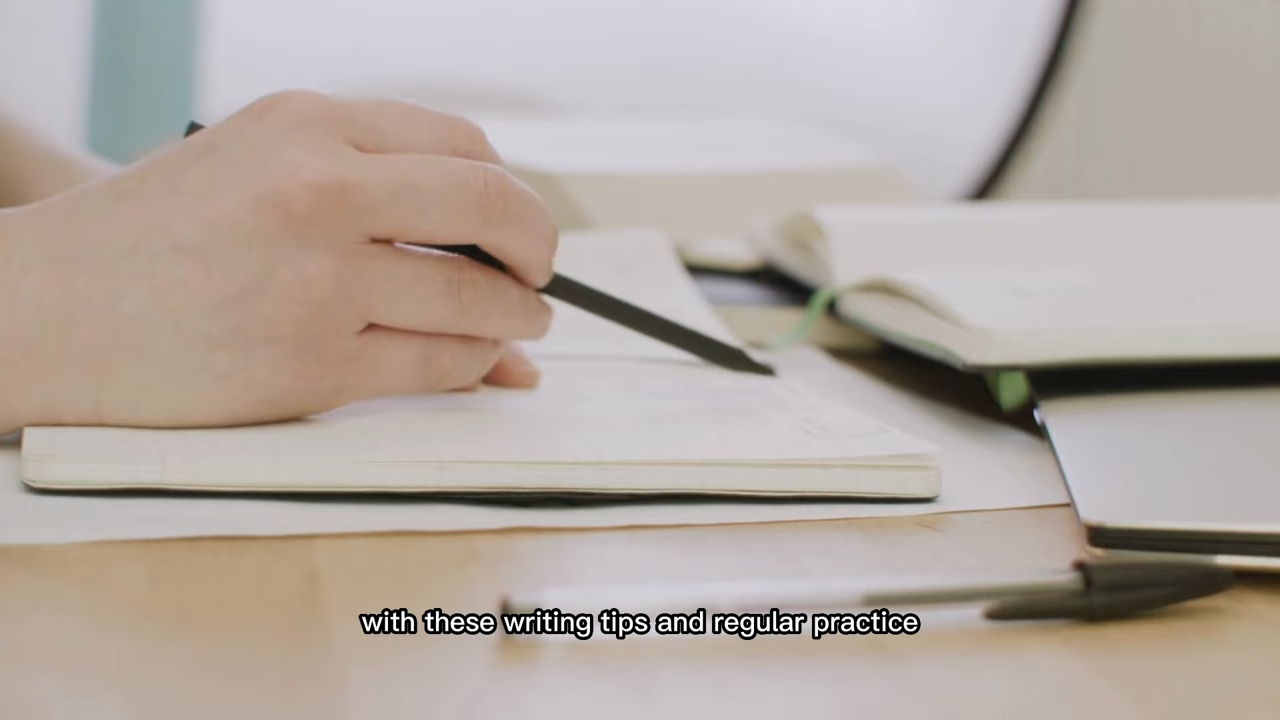 with these writing tips and regular practice